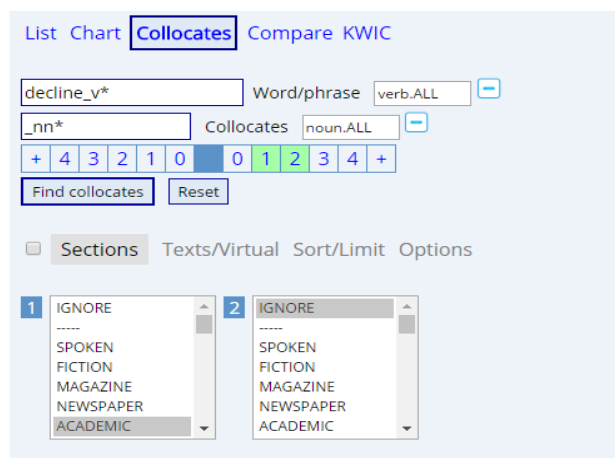 List Chart Collocates Compare KWIC
decline_v* Word/phrase verb.ALL
_nn* Collocates noun.ALL
+ 4 3 2 1 0 0 1 2 3 4 +
Find collocates Reset
Sections Texts/Virtual Sort/Limit Options
1 IGNORE 2 IGNORE
----- -----
SPOKEN SPOKEN
FICTION FICTION
MAGAZINE MAGAZINE
NEWSPAPER NEWSPAPER
ACADEMIC ACADEMIC